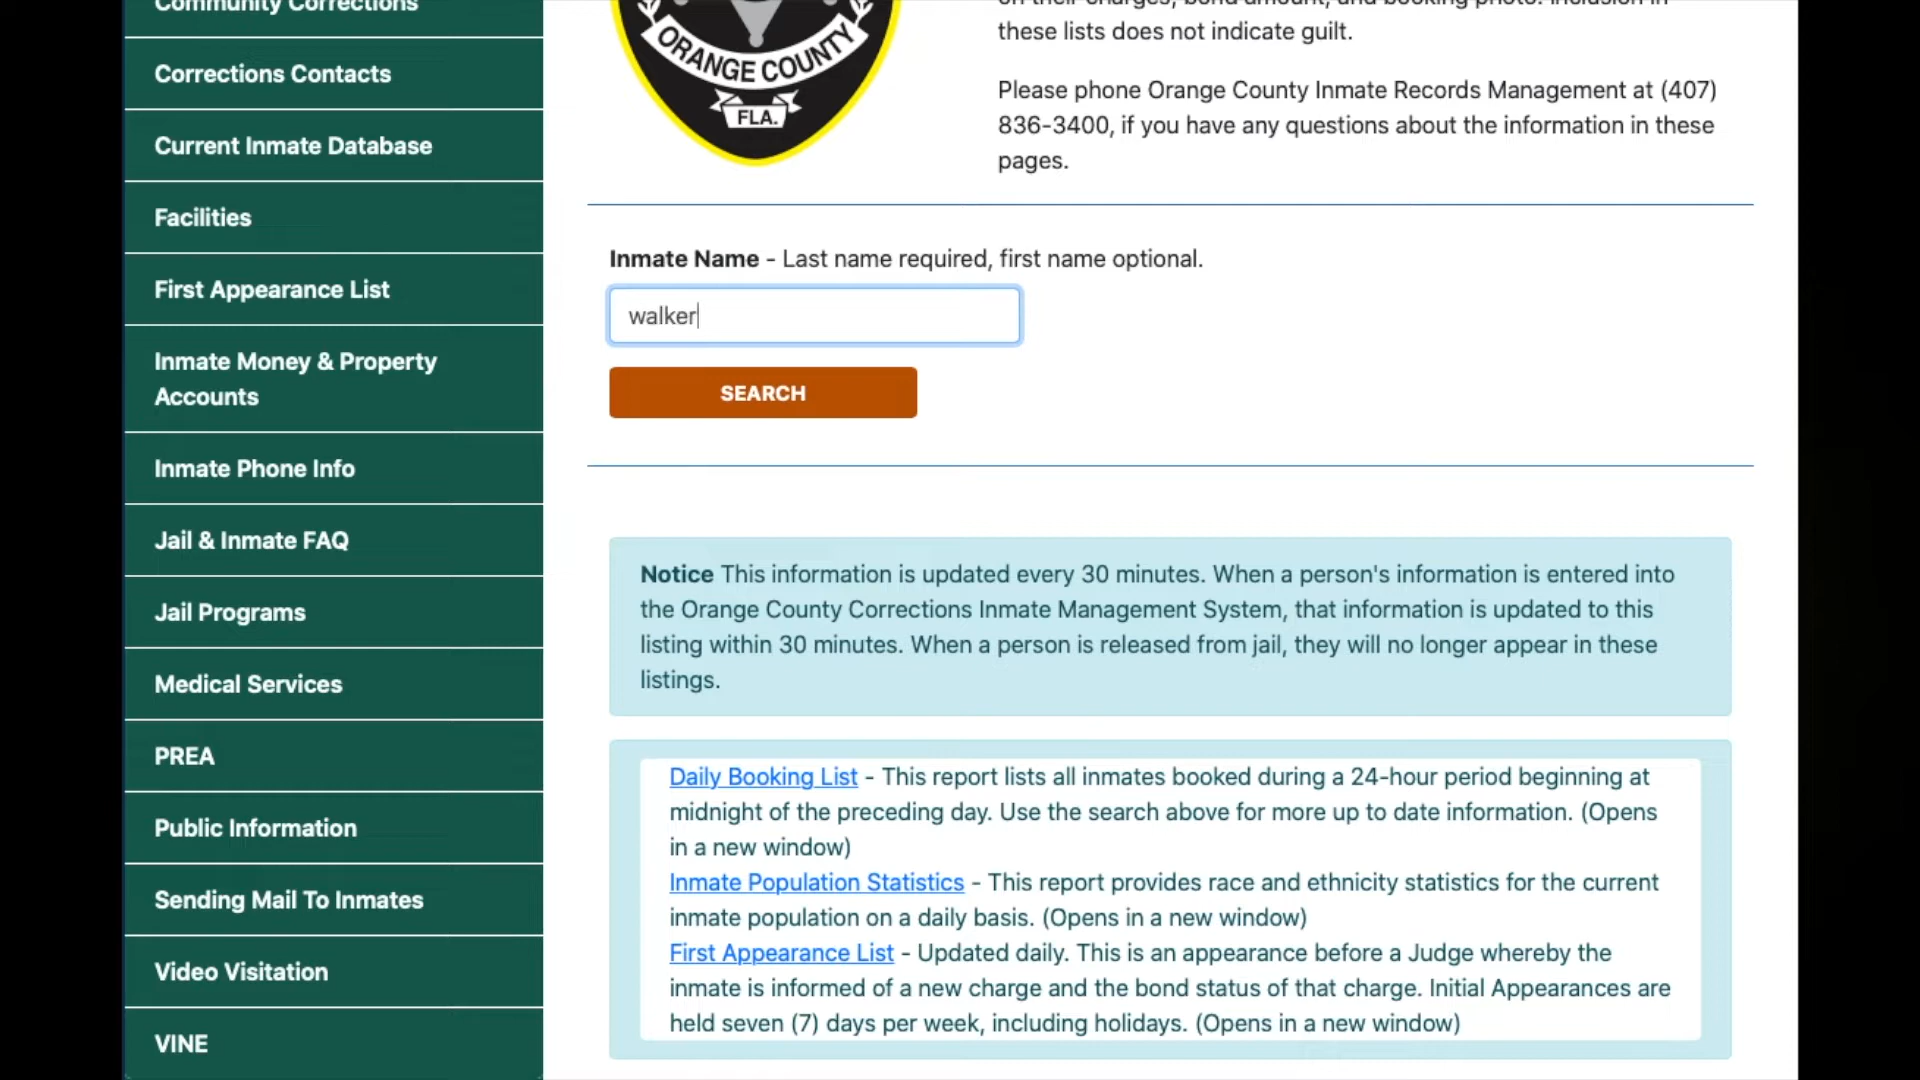 Community Corrections
Corrections Contacts
Current Inmate Database
Facilities
First Appearance List
Inmate Money & Property
Accounts
Inmate Phone Info
Jail & Inmate FAQ
Jail Programs
Medical Services
PREA
Public Information
Sending Mail To Inmates
Video Visitation
VINE
ORANGE COUNTY
FLA.
on their charges, bond amount, and booking photo. Inclusion in
these lists does not indicate guilt.
Please phone Orange County Inmate Records Management at (407)
836-3400, if you have any questions about the information in these
pages.
Inmate Name - Last name required, first name optional.
walker
SEARCH
Notice This information is updated every 30 minutes. When a person's information is entered into
the Orange County Corrections Inmate Management System, that information is updated to this
listing within 30 minutes. When a person is released from jail, they will no longer appear in these
listings.
Daily Booking List - This report lists all inmates booked during a 24-hour period beginning at
midnight of the preceding day. Use the search above for more up to date information. (Opens
in a new window)
Inmate Population Statistics - This report provides race and ethnicity statistics for the current
inmate population on a daily basis. (Opens in a new window)
First Appearance List - Updated daily. This is an appearance before a Judge whereby the
inmate is informed of a new charge and the bond status of that charge. Initial Appearances are
held seven (7) days per week, including holidays. (Opens in a new window)